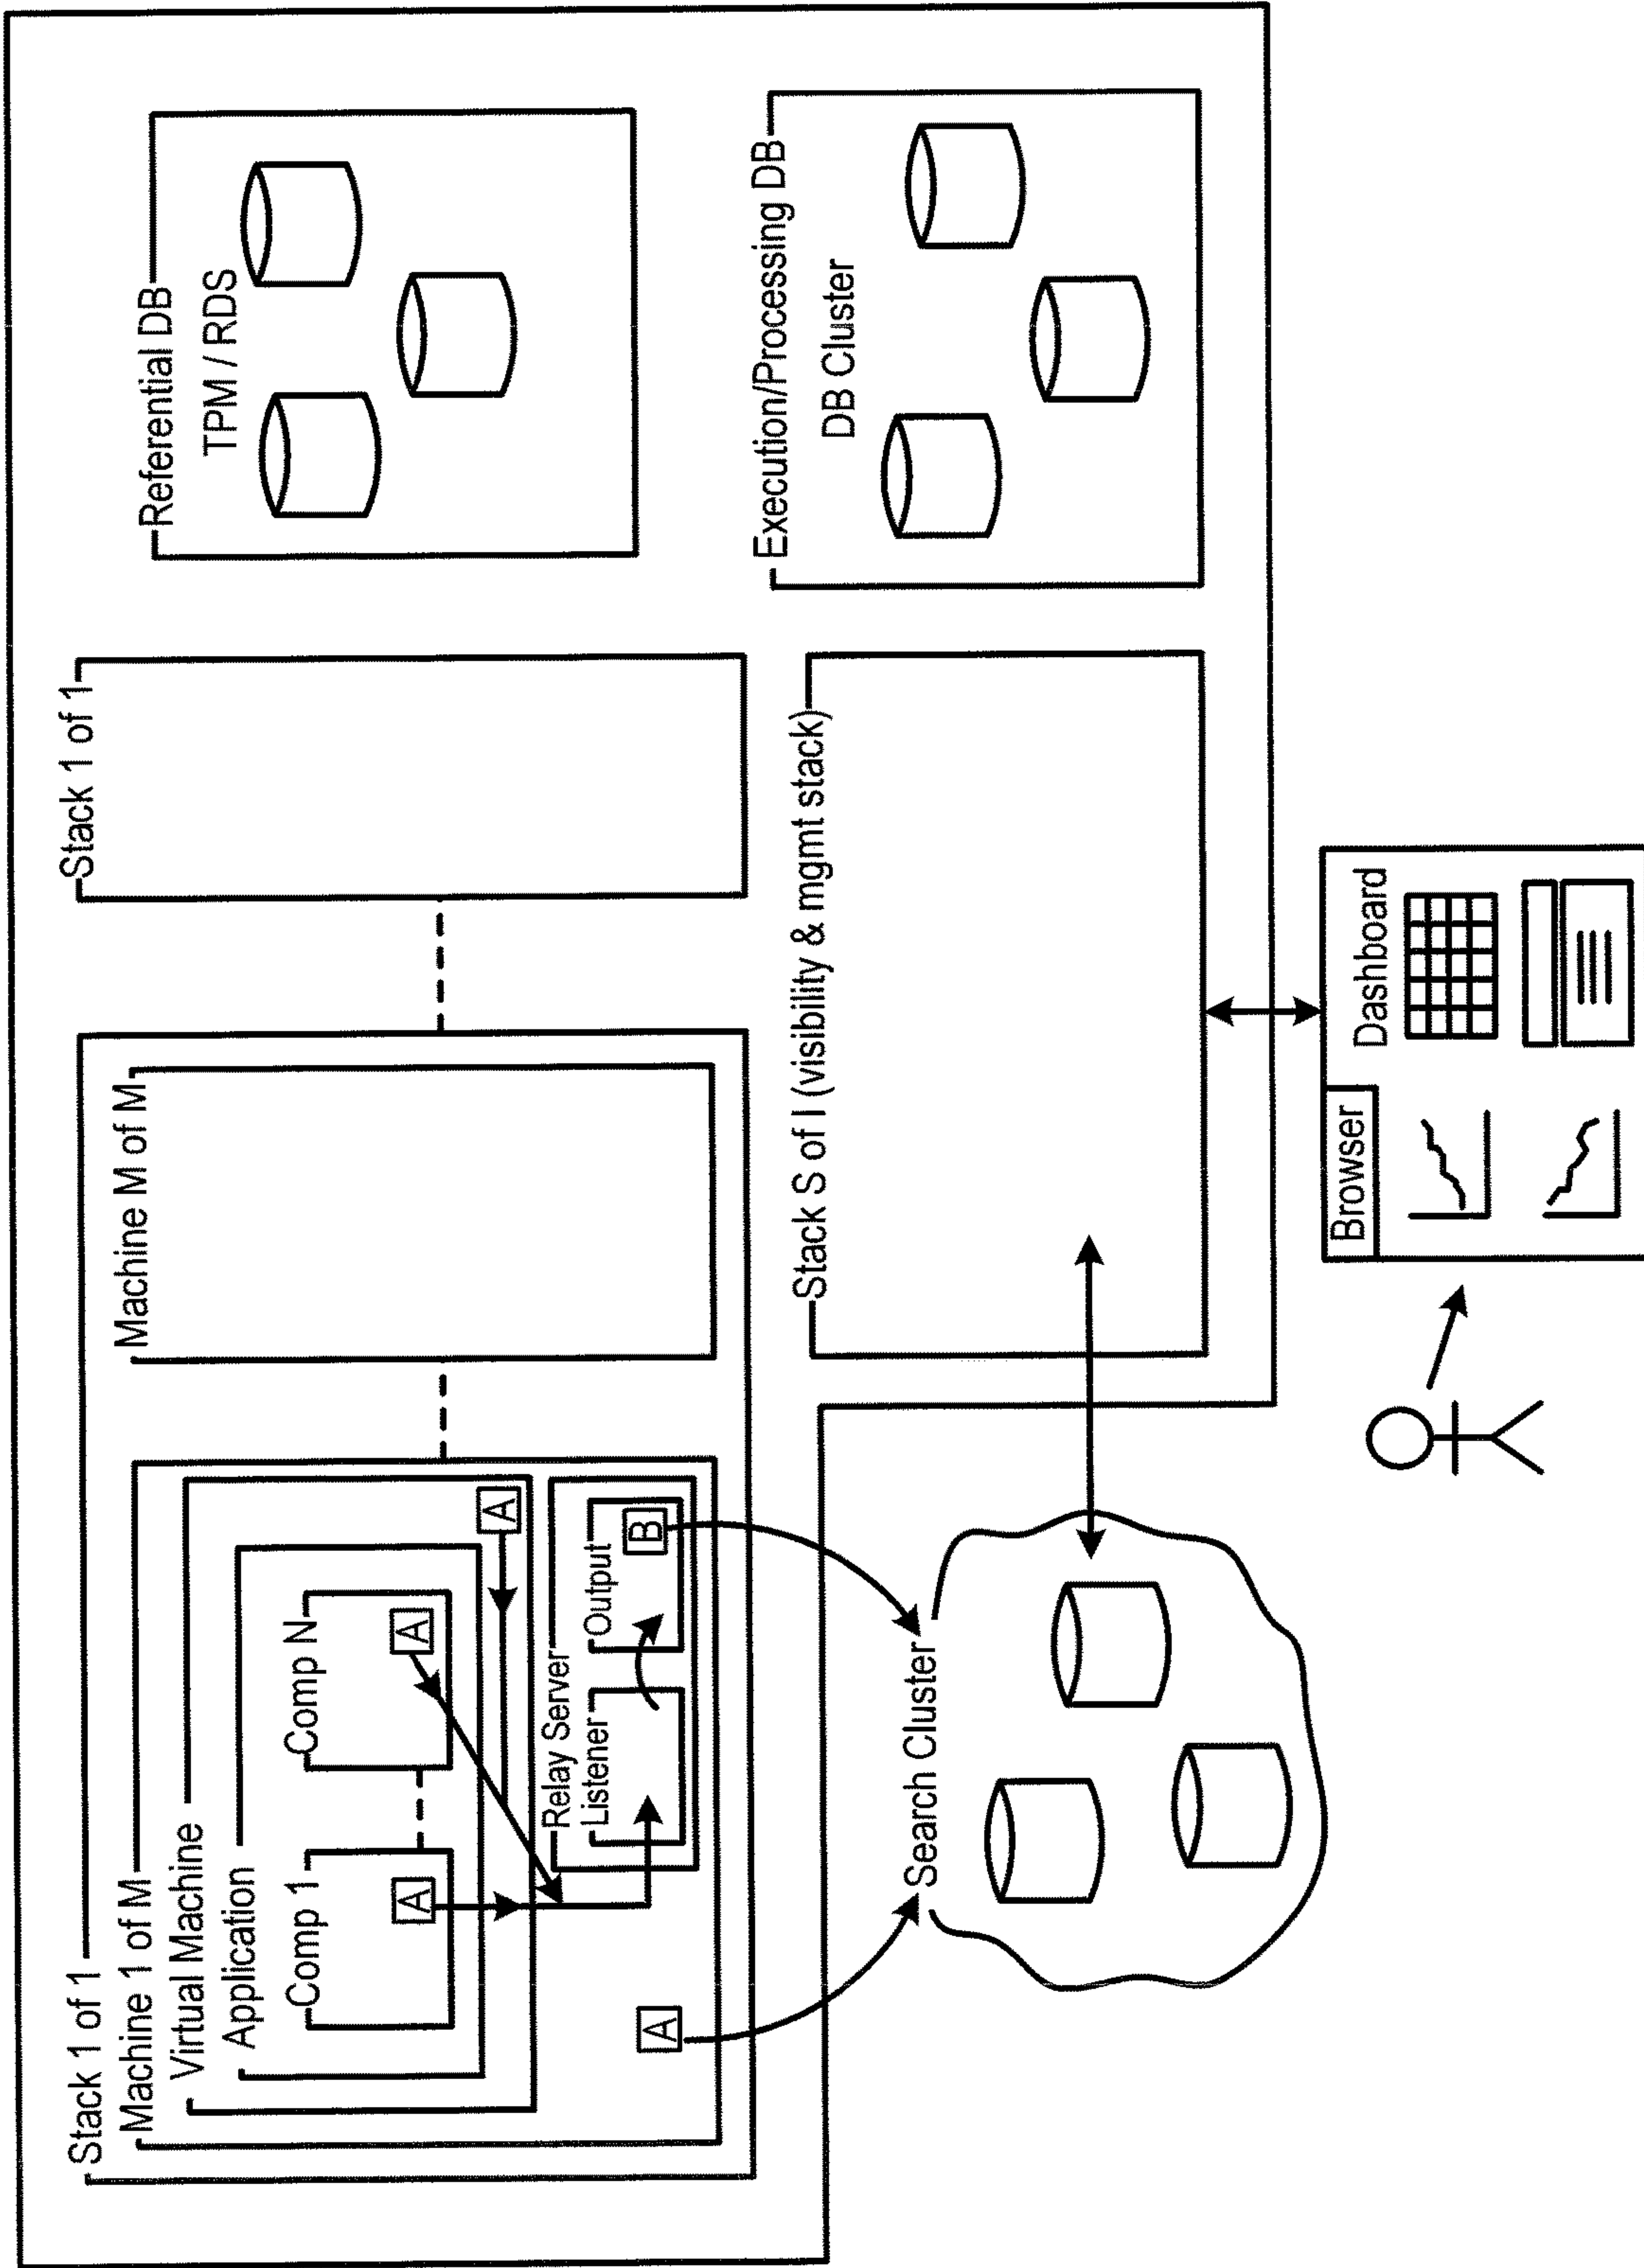 Stack 1 of 1
Machine 1 of M
Virtual Machine
Application
Comp 1
A
Comp N
A
A
Relay Server
Listener
Output
B
A
Machine M of M
Stack 1 of 1
Referential DB
TPM / RDS
Stack S of I (visibility & mgmt stack)
Execution/Processing DB
DB Cluster
Search Cluster
Browser
Dashboard